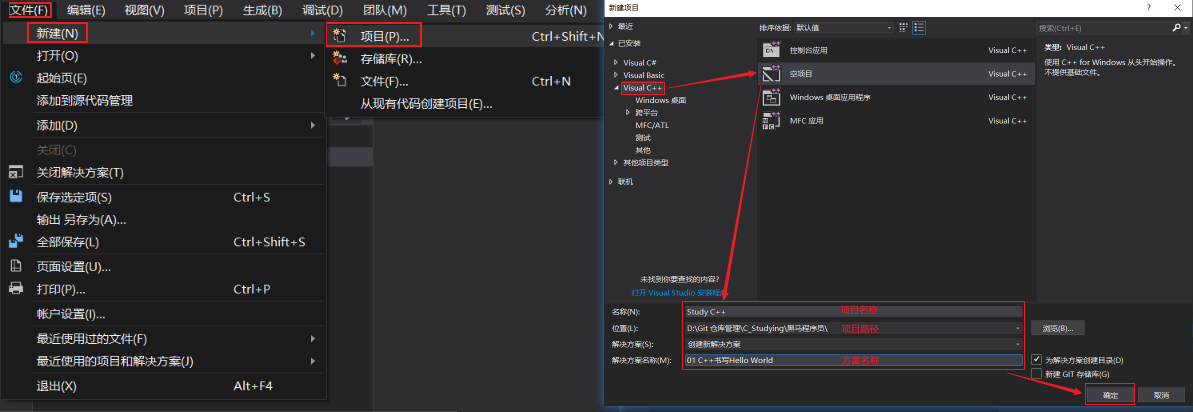 文件(F) 编辑(E) 视图(V) 项目(P) 生成(B) 调试(D) 团队(M) 工具(T) 测试(S) 分析(N)
新建(N)
打开(O)
起始页(E)
添加到源代码管理
添加(D)
关闭(C)
关闭解决方案(T)
保存选定项(S) Ctrl+S
输出 另存为(A)...
全部保存(L) Ctrl+Shift+S
页面设置(U)...
打印(P)... Ctrl+P
帐户设置(I)...
最近使用过的文件(F)
最近使用的项目和解决方案(J)
退出(X) Alt+F4
项目(P)... Ctrl+Shift+N
存储库(R)...
文件(F)... Ctrl+N
从现有代码创建项目(E)...
新建项目
? ×
最近
已安装
Visual C#
Visual Basic
Visual C++
Windows 桌面
跨平台
MFC/ATL
测试
其他
其他项目类型
联机
未找到你要查找的内容?
打开 Visual Studio 安装程序
排序依据: 默认值
控制台应用 Visual C++
空项目 Visual C++
Windows 桌面应用程序 Visual C++
MFC 应用 Visual C++
搜索(Ctrl+E)
类型: Visual C++
使用 C++ for Windows 从头开始操作。
不提供基础文件。
名称(N): Study C++ 项目名称
位置(L): D:\Git 仓库管理\C_Studying\黑马程序员\ 项目路径
浏览(B)...
解决方案(S): 创建新解决方案
解决方案名称(M): 01 C++书写Hello World 方案名称
为解决方案创建目录(D)
新建 GIT 存储库(G)
确定 取消